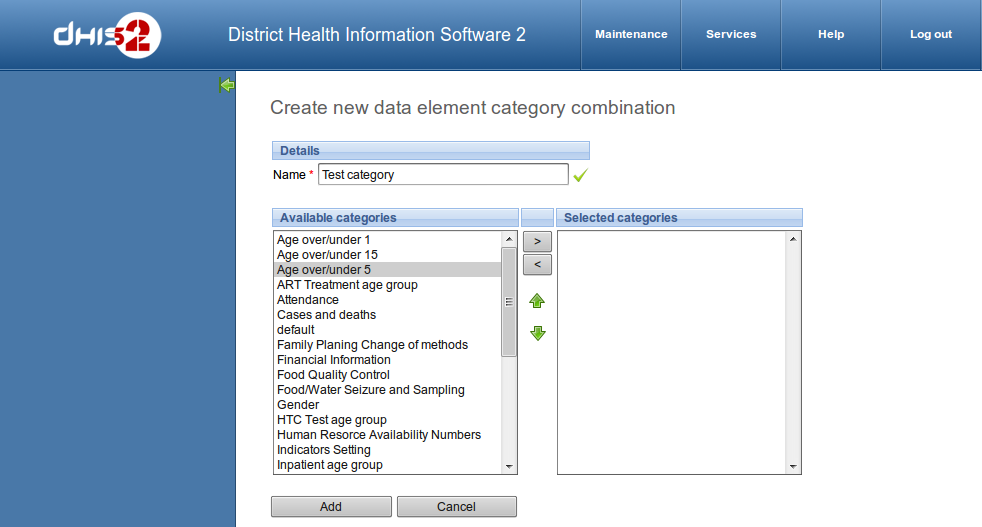 dhis2
District Health Information Software 2
Maintenance
Services
Help
Log out
Create new data element category combination
Details
Name * Test category
Available categories
Selected categories
Age over/under 1
Age over/under 15
Age over/under 5
ART Treatment age group
Attendance
Cases and deaths
default
Family Planing Change of methods
Financial Information
Food Quality Control
Food/Water Seizure and Sampling
Gender
HTC Test age group
Human Resorce Availability Numbers
Indicators Setting
Inpatient age group
>
<
Add
Cancel